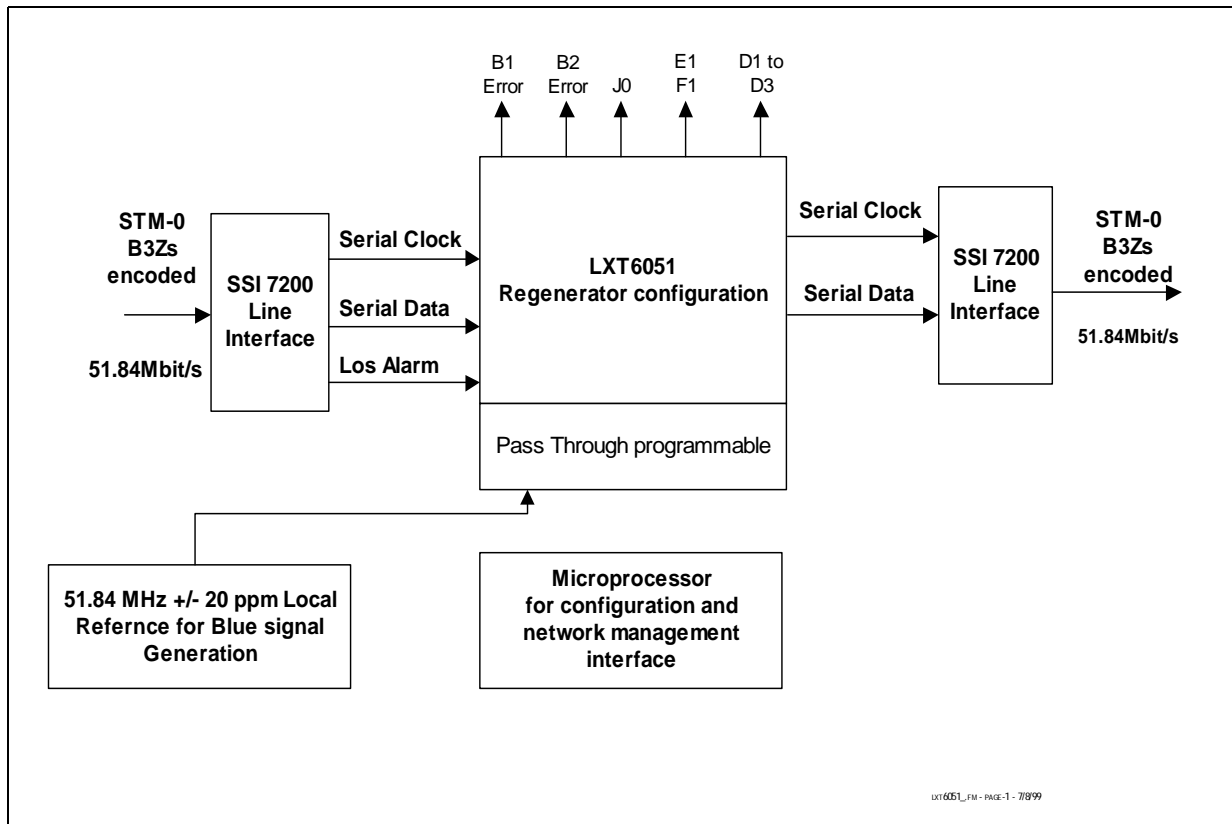 B1
Error
B2
Error
J0
E1
F1
D1 to
D3
STM-0
B3Zs
encoded
51.84Mbit/s
SSI 7200
Line
Interface
Serial Clock
Serial Data
Los Alarm
LXT6051
Regenerator configuration
Pass Through programmable
Serial Clock
Serial Data
SSI 7200
Line
Interface
STM-0
B3Zs
encoded
51.84Mbit/s
51.84 MHz +/- 20 ppm Local
Refernce for Blue signal
Generation
Microprocessor
for configuration and
network management
interface
LXT6051_.FM - PAGE-1 - 7/8/99